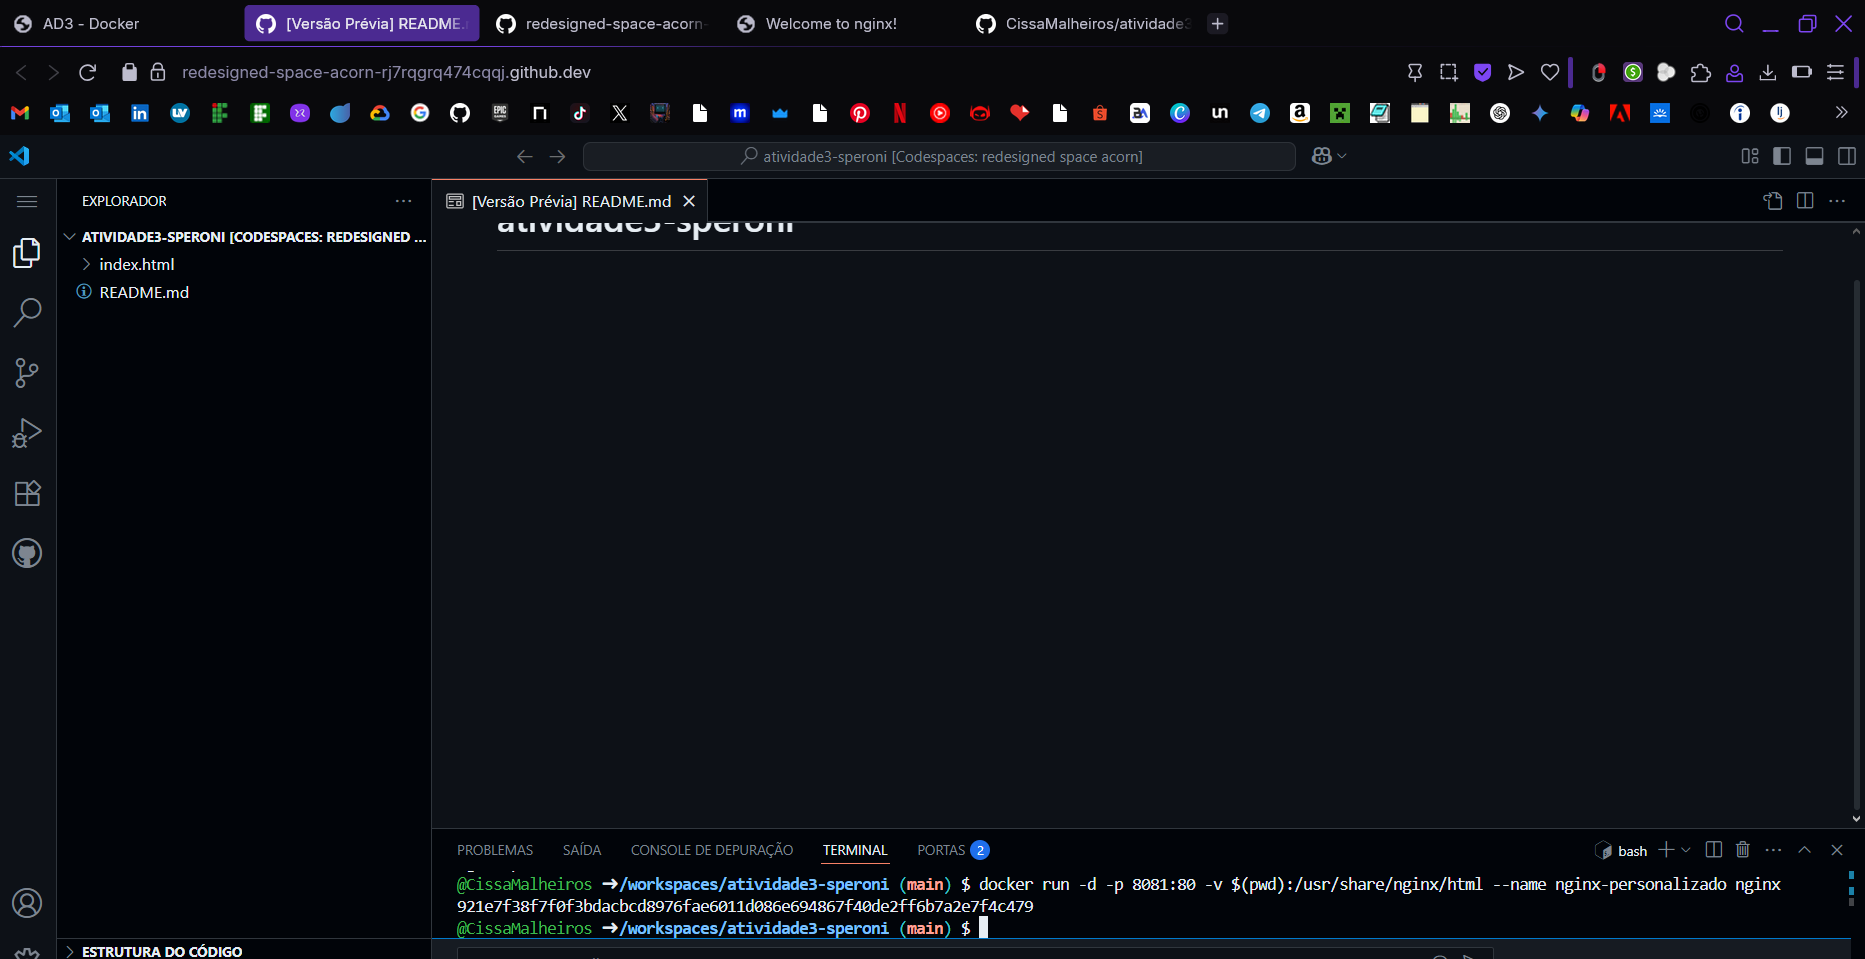 AD3 - Docker
[Versão Prévia] README.
redesigned-space-acorn-
Welcome to nginx!
CissaMalheiros/atividade3
redesigned-space-acorn-rj7rqgrq474cqqj.github.dev
atividade3-speroni [Codespaces: redesigned space acorn]
EXPLORADOR
[Versão Prévia] README.md
ATIVIDADE3-SPERONI [CODESPACES: REDESIGNED ...
index.html
README.md
atividade3-speroni
PROBLEMAS SAÍDA CONSOLE DE DEPURAÇÃO TERMINAL PORTAS 2
bash
@CissaMalheiros ➜/workspaces/atividade3-speroni (main) $ docker run -d -p 8081:80 -v $(pwd):/usr/share/nginx/html --name nginx-personalizado nginx
921e7f38f7f0f3bdacbcd8976fae6011d086e694867f40de2ff6b7a2e7f4c479
@CissaMalheiros ➜/workspaces/atividade3-speroni (main) $
ESTRUTURA DO CÓDIGO